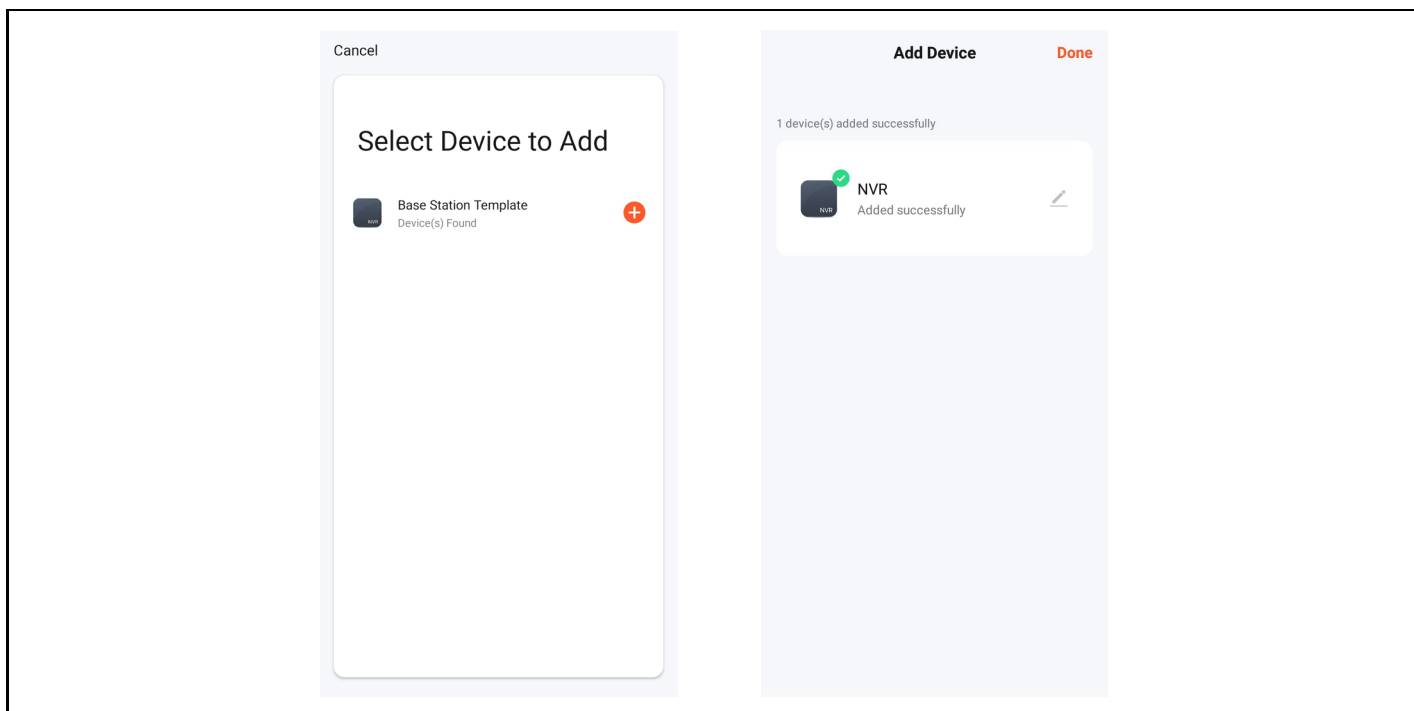 Cancel
Select Device to Add
NVR
Base Station Template
Device(s) Found
Add Device
Done
1 device(s) added successfully
NVR
NVR
Added successfully